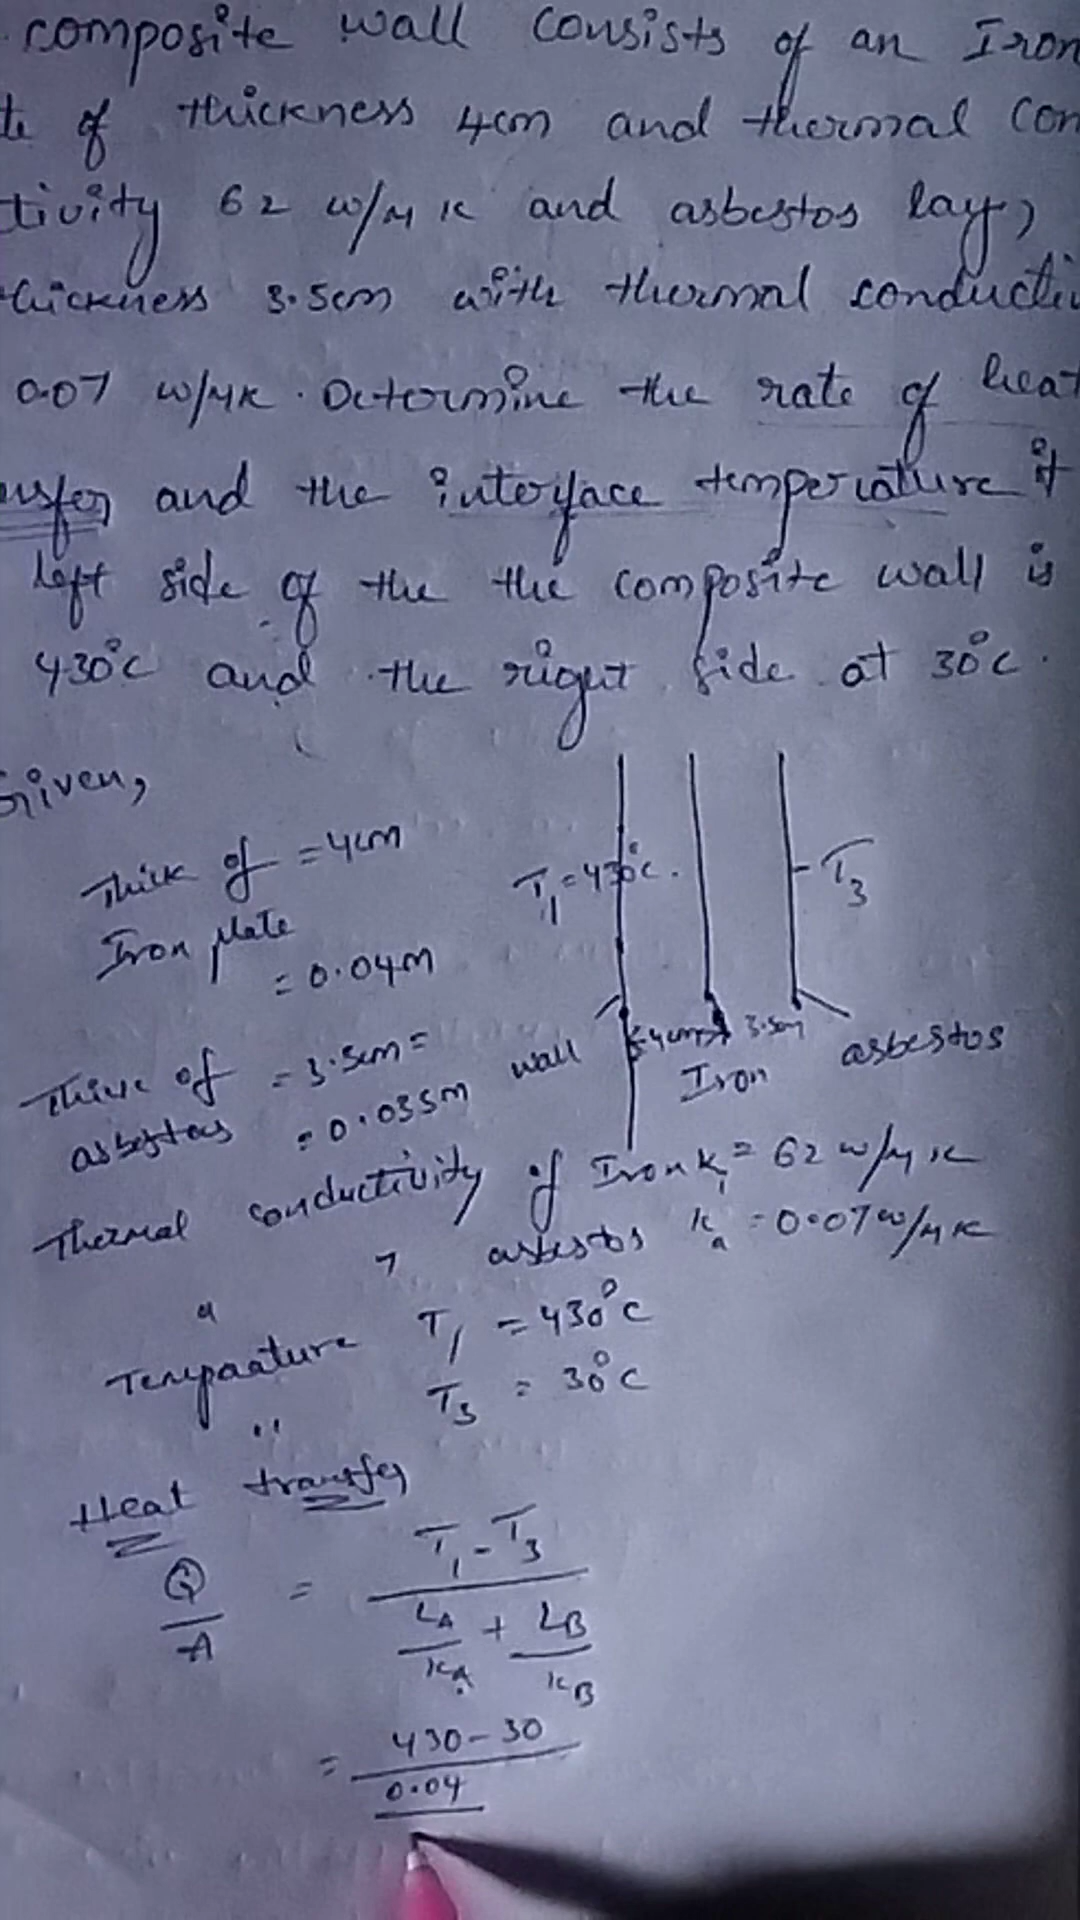 composite wall consists of an Iron
te of thickness 4cm and thermal con
tivity 62 w/mk and asbestos lay,
thickness 3.5cm with thermal conducti
0.07 w/mk. Determine the rate of heat
nsfer and the interface temperature if
left side of the the composite wall is
430°c and the right side at 30°c.
Given,
Thick of = 4cm
Iron plate
= 0.04m
T1 = 430°c.
T3
Thick of = 3.5cm =
asbestos = 0.035m
wall
4cm
3.5cm
Iron
asbestos
Thermal conductivity of Iron k1 = 62 w/mk
" asbestos ka = 0.07 w/mk
Tempaature T1 = 430°c
" T3 = 30°c
Heat transfer
Q/A = T1 - T3 / LA/KA + LB/KB
= 430 - 30 / 0.04